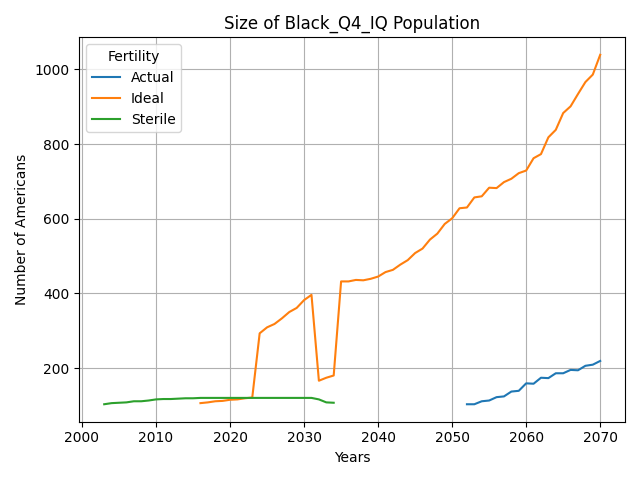 Size of Black_Q4_IQ Population
Fertility
Actual
Ideal
Sterile
Number of Americans
1000
800
600
400
200
2000 2010 2020 2030 2040 2050 2060 2070
Years